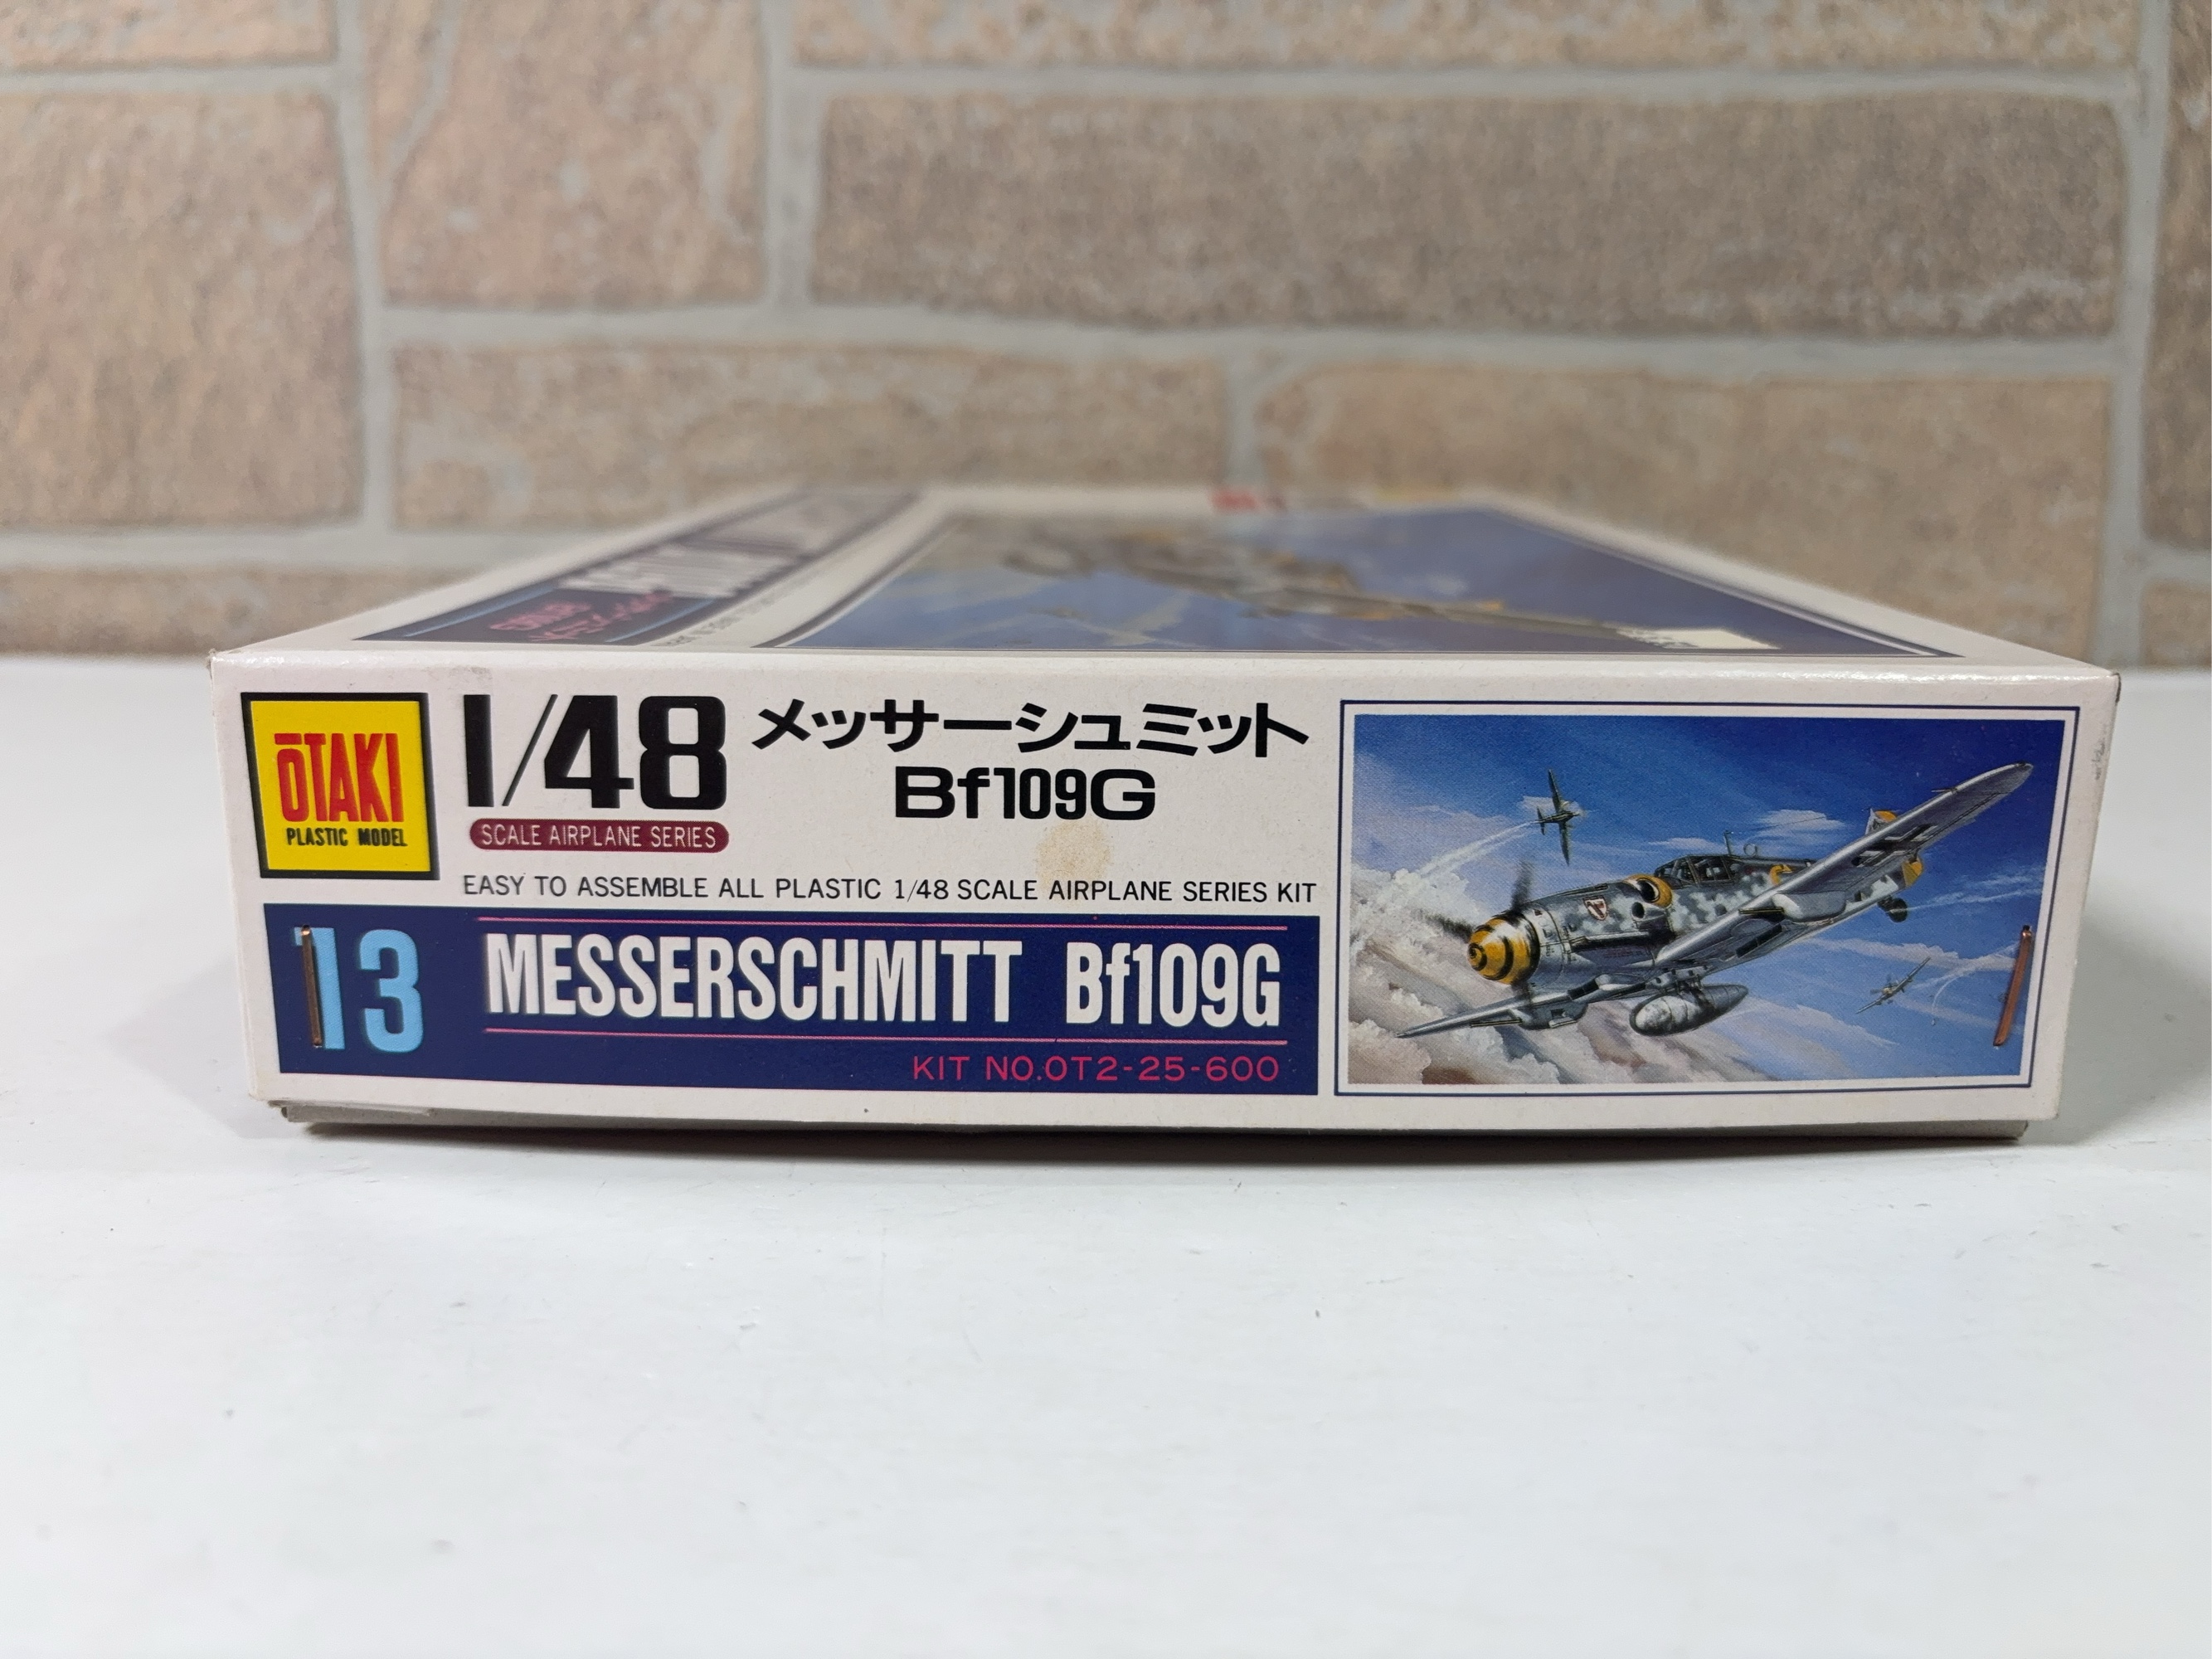 ŌTAKI
PLASTIC MODEL
1/48
SCALE AIRPLANE SERIES
メッサーシュミット
Bf109G
EASY TO ASSEMBLE ALL PLASTIC 1/48 SCALE AIRPLANE SERIES KIT
13
MESSERSCHMITT Bf109G
KIT NO.OT2-25-600